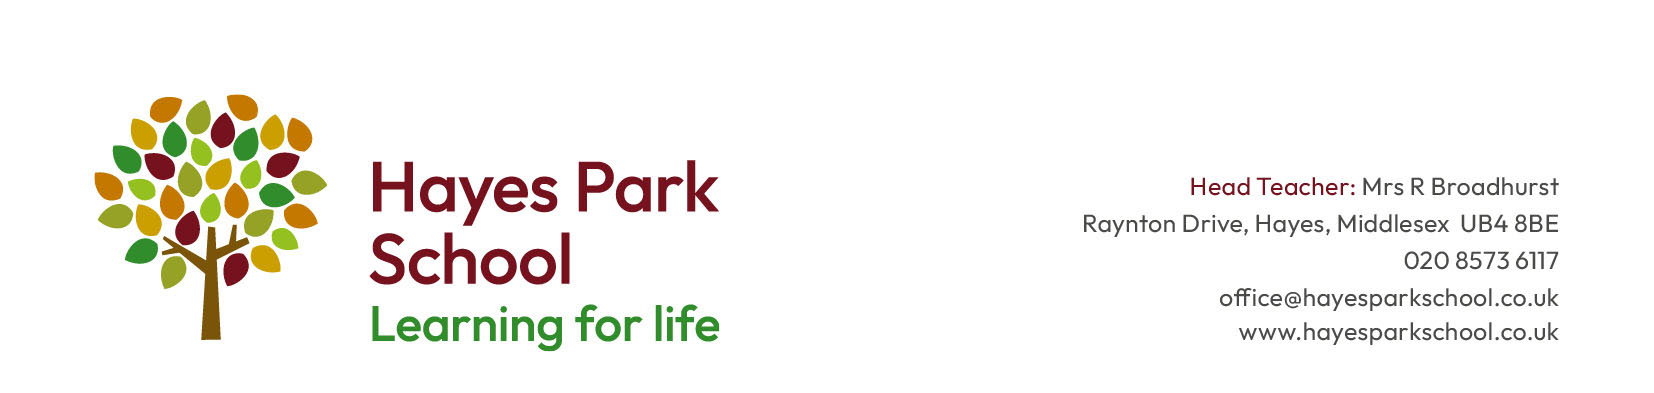 Hayes Park
School
Learning for life
Head Teacher: Mrs R Broadhurst
Raynton Drive, Hayes, Middlesex UB4 8BE
020 8573 6117
office@hayesparkschool.co.uk
www.hayesparkschool.co.uk